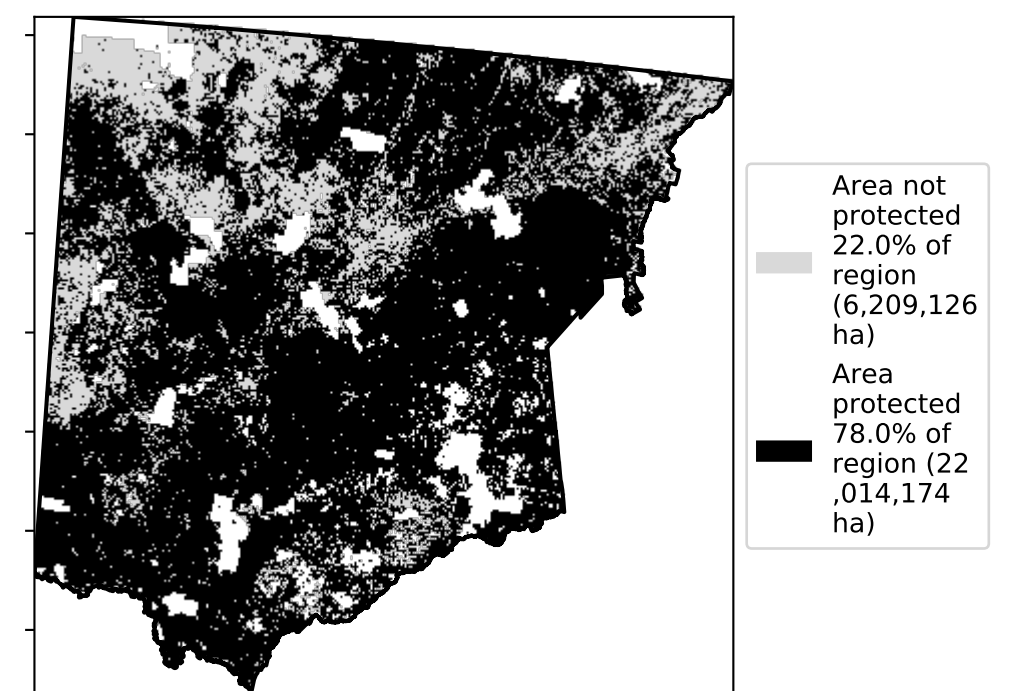 Area not
protected
22.0% of
region
(6,209,126
ha)
Area
protected
78.0% of
region (22
,014,174
ha)